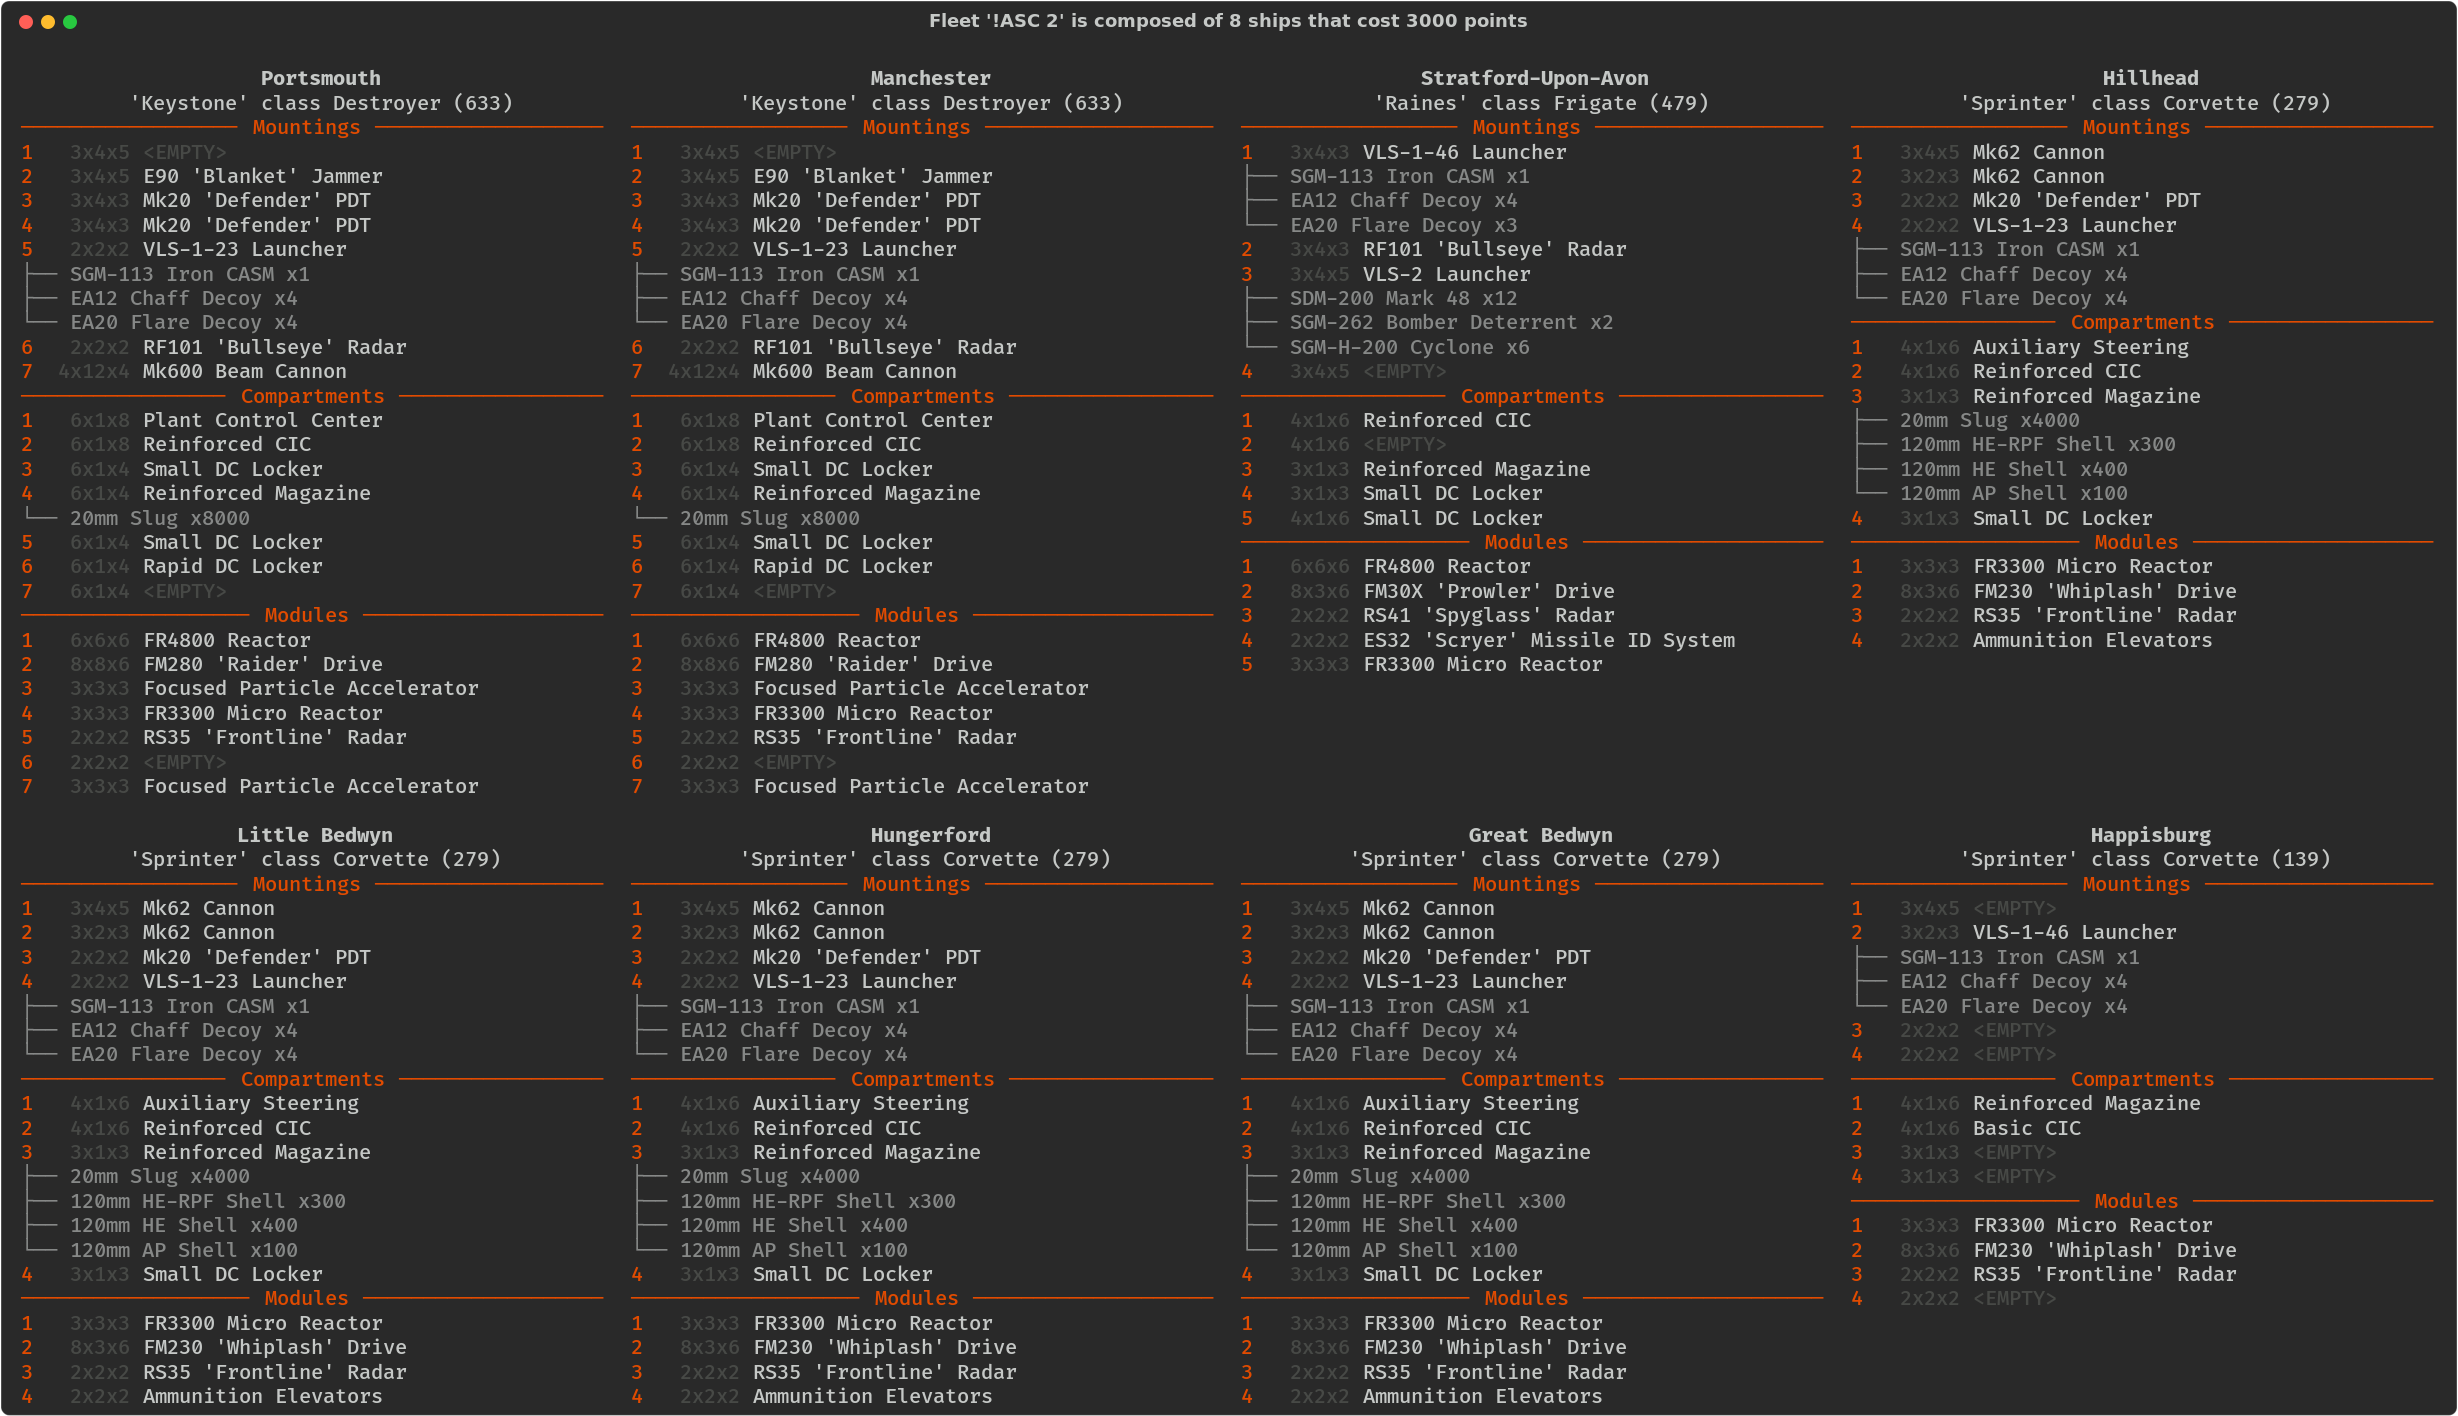 Fleet '!ASC 2' is composed of 8 ships that cost 3000 points
Portsmouth
'Keystone' class Destroyer (633)
Mountings
1 3x4x5 <EMPTY>
2 3x4x5 E90 'Blanket' Jammer
3 3x4x3 Mk20 'Defender' PDT
4 3x4x3 Mk20 'Defender' PDT
5 2x2x2 VLS-1-23 Launcher
SGM-113 Iron CASM x1
EA12 Chaff Decoy x4
EA20 Flare Decoy x4
6 2x2x2 RF101 'Bullseye' Radar
7 4x12x4 Mk600 Beam Cannon
Compartments
1 6x1x8 Plant Control Center
2 6x1x8 Reinforced CIC
3 6x1x4 Small DC Locker
4 6x1x4 Reinforced Magazine
20mm Slug x8000
5 6x1x4 Small DC Locker
6 6x1x4 Rapid DC Locker
7 6x1x4 <EMPTY>
Modules
1 6x6x6 FR4800 Reactor
2 8x8x6 FM280 'Raider' Drive
3 3x3x3 Focused Particle Accelerator
4 3x3x3 FR3300 Micro Reactor
5 2x2x2 RS35 'Frontline' Radar
6 2x2x2 <EMPTY>
7 3x3x3 Focused Particle Accelerator
Manchester
'Keystone' class Destroyer (633)
Mountings
1 3x4x5 <EMPTY>
2 3x4x5 E90 'Blanket' Jammer
3 3x4x3 Mk20 'Defender' PDT
4 3x4x3 Mk20 'Defender' PDT
5 2x2x2 VLS-1-23 Launcher
SGM-113 Iron CASM x1
EA12 Chaff Decoy x4
EA20 Flare Decoy x4
6 2x2x2 RF101 'Bullseye' Radar
7 4x12x4 Mk600 Beam Cannon
Compartments
1 6x1x8 Plant Control Center
2 6x1x8 Reinforced CIC
3 6x1x4 Small DC Locker
4 6x1x4 Reinforced Magazine
20mm Slug x8000
5 6x1x4 Small DC Locker
6 6x1x4 Rapid DC Locker
7 6x1x4 <EMPTY>
Modules
1 6x6x6 FR4800 Reactor
2 8x8x6 FM280 'Raider' Drive
3 3x3x3 Focused Particle Accelerator
4 3x3x3 FR3300 Micro Reactor
5 2x2x2 RS35 'Frontline' Radar
6 2x2x2 <EMPTY>
7 3x3x3 Focused Particle Accelerator
Stratford-Upon-Avon
'Raines' class Frigate (479)
Mountings
1 3x4x3 VLS-1-46 Launcher
SGM-113 Iron CASM x1
EA12 Chaff Decoy x4
EA20 Flare Decoy x3
2 3x4x3 RF101 'Bullseye' Radar
3 3x4x5 VLS-2 Launcher
SDM-200 Mark 48 x12
SGM-262 Bomber Deterrent x2
SGM-H-200 Cyclone x6
4 3x4x5 <EMPTY>
Compartments
1 4x1x6 Reinforced CIC
2 4x1x6 <EMPTY>
3 3x1x3 Reinforced Magazine
4 3x1x3 Small DC Locker
5 4x1x6 Small DC Locker
Modules
1 6x6x6 FR4800 Reactor
2 8x3x6 FM30X 'Prowler' Drive
3 2x2x2 RS41 'Spyglass' Radar
4 2x2x2 ES32 'Scryer' Missile ID System
5 3x3x3 FR3300 Micro Reactor
Hillhead
'Sprinter' class Corvette (279)
Mountings
1 3x4x5 Mk62 Cannon
2 3x2x3 Mk62 Cannon
3 2x2x2 Mk20 'Defender' PDT
4 2x2x2 VLS-1-23 Launcher
SGM-113 Iron CASM x1
EA12 Chaff Decoy x4
EA20 Flare Decoy x4
Compartments
1 4x1x6 Auxiliary Steering
2 4x1x6 Reinforced CIC
3 3x1x3 Reinforced Magazine
20mm Slug x4000
120mm HE-RPF Shell x300
120mm HE Shell x400
120mm AP Shell x100
4 3x1x3 Small DC Locker
Modules
1 3x3x3 FR3300 Micro Reactor
2 8x3x6 FM230 'Whiplash' Drive
3 2x2x2 RS35 'Frontline' Radar
4 2x2x2 Ammunition Elevators
Little Bedwyn
'Sprinter' class Corvette (279)
Mountings
1 3x4x5 Mk62 Cannon
2 3x2x3 Mk62 Cannon
3 2x2x2 Mk20 'Defender' PDT
4 2x2x2 VLS-1-23 Launcher
SGM-113 Iron CASM x1
EA12 Chaff Decoy x4
EA20 Flare Decoy x4
Compartments
1 4x1x6 Auxiliary Steering
2 4x1x6 Reinforced CIC
3 3x1x3 Reinforced Magazine
20mm Slug x4000
120mm HE-RPF Shell x300
120mm HE Shell x400
120mm AP Shell x100
4 3x1x3 Small DC Locker
Modules
1 3x3x3 FR3300 Micro Reactor
2 8x3x6 FM230 'Whiplash' Drive
3 2x2x2 RS35 'Frontline' Radar
4 2x2x2 Ammunition Elevators
Hungerford
'Sprinter' class Corvette (279)
Mountings
1 3x4x5 Mk62 Cannon
2 3x2x3 Mk62 Cannon
3 2x2x2 Mk20 'Defender' PDT
4 2x2x2 VLS-1-23 Launcher
SGM-113 Iron CASM x1
EA12 Chaff Decoy x4
EA20 Flare Decoy x4
Compartments
1 4x1x6 Auxiliary Steering
2 4x1x6 Reinforced CIC
3 3x1x3 Reinforced Magazine
20mm Slug x4000
120mm HE-RPF Shell x300
120mm HE Shell x400
120mm AP Shell x100
4 3x1x3 Small DC Locker
Modules
1 3x3x3 FR3300 Micro Reactor
2 8x3x6 FM230 'Whiplash' Drive
3 2x2x2 RS35 'Frontline' Radar
4 2x2x2 Ammunition Elevators
Great Bedwyn
'Sprinter' class Corvette (279)
Mountings
1 3x4x5 Mk62 Cannon
2 3x2x3 Mk62 Cannon
3 2x2x2 Mk20 'Defender' PDT
4 2x2x2 VLS-1-23 Launcher
SGM-113 Iron CASM x1
EA12 Chaff Decoy x4
EA20 Flare Decoy x4
Compartments
1 4x1x6 Auxiliary Steering
2 4x1x6 Reinforced CIC
3 3x1x3 Reinforced Magazine
20mm Slug x4000
120mm HE-RPF Shell x300
120mm HE Shell x400
120mm AP Shell x100
4 3x1x3 Small DC Locker
Modules
1 3x3x3 FR3300 Micro Reactor
2 8x3x6 FM230 'Whiplash' Drive
3 2x2x2 RS35 'Frontline' Radar
4 2x2x2 Ammunition Elevators
Happisburg
'Sprinter' class Corvette (139)
Mountings
1 3x4x5 <EMPTY>
2 3x2x3 VLS-1-46 Launcher
SGM-113 Iron CASM x1
EA12 Chaff Decoy x4
EA20 Flare Decoy x4
3 2x2x2 <EMPTY>
4 2x2x2 <EMPTY>
Compartments
1 4x1x6 Reinforced Magazine
2 4x1x6 Basic CIC
3 3x1x3 <EMPTY>
4 3x1x3 <EMPTY>
Modules
1 3x3x3 FR3300 Micro Reactor
2 8x3x6 FM230 'Whiplash' Drive
3 2x2x2 RS35 'Frontline' Radar
4 2x2x2 <EMPTY>